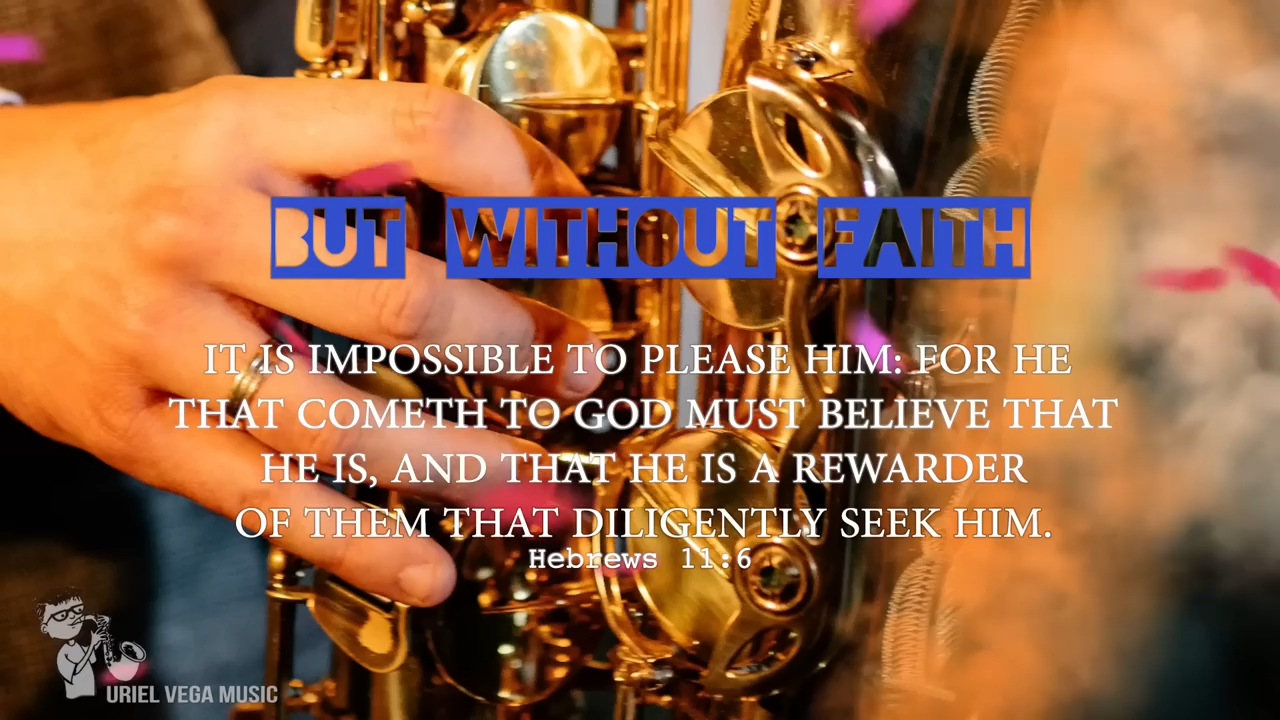 BUT WITHOUT FAITH
IT IS IMPOSSIBLE TO PLEASE HIM: FOR HE
THAT COMETH TO GOD MUST BELIEVE THAT
HE IS, AND THAT HE IS A REWARDER
OF THEM THAT DILIGENTLY SEEK HIM.
Hebrews 11:6
URIEL VEGA MUSIC